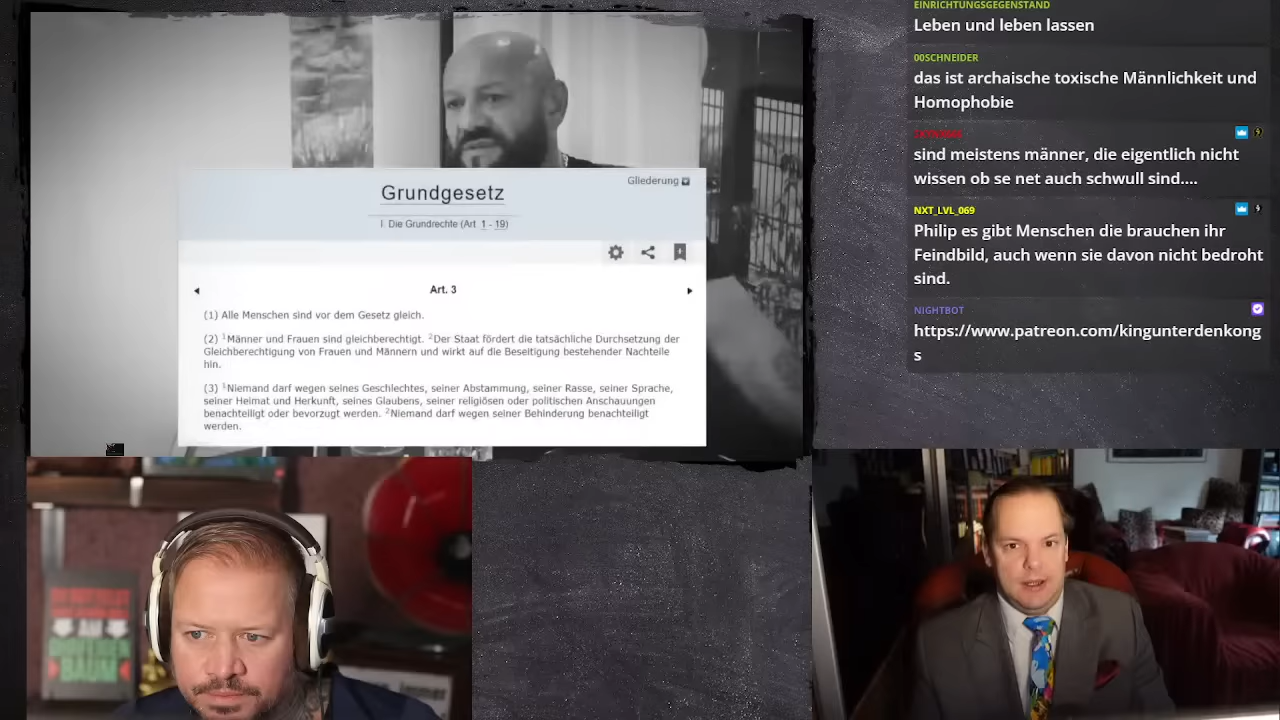 Gliederung
Grundgesetz
I. Die Grundrechte (Art 1 - 19)
Art. 3
(1) Alle Menschen sind vor dem Gesetz gleich.
(2) 1Männer und Frauen sind gleichberechtigt. 2Der Staat fördert die tatsächliche Durchsetzung der
Gleichberechtigung von Frauen und Männern und wirkt auf die Beseitigung bestehender Nachteile
hin.
(3) 1Niemand darf wegen seines Geschlechtes, seiner Abstammung, seiner Rasse, seiner Sprache,
seiner Heimat und Herkunft, seines Glaubens, seiner religiösen oder politischen Anschauungen
benachteiligt oder bevorzugt werden. 2Niemand darf wegen seiner Behinderung benachteiligt
werden.
EINRICHTUNGSGEGENSTAND
Leben und leben lassen
00SCHNEIDER
das ist archaische toxische Männlichkeit und
Homophobie
sind meistens männer, die eigentlich nicht
wissen ob se net auch schwull sind....
NXT_LVL_069
Philip es gibt Menschen die brauchen ihr
Feindbild, auch wenn sie davon nicht bedroht
sind.
NIGHTBOT
https://www.patreon.com/kingunterdenkong
s
BAUM
immer